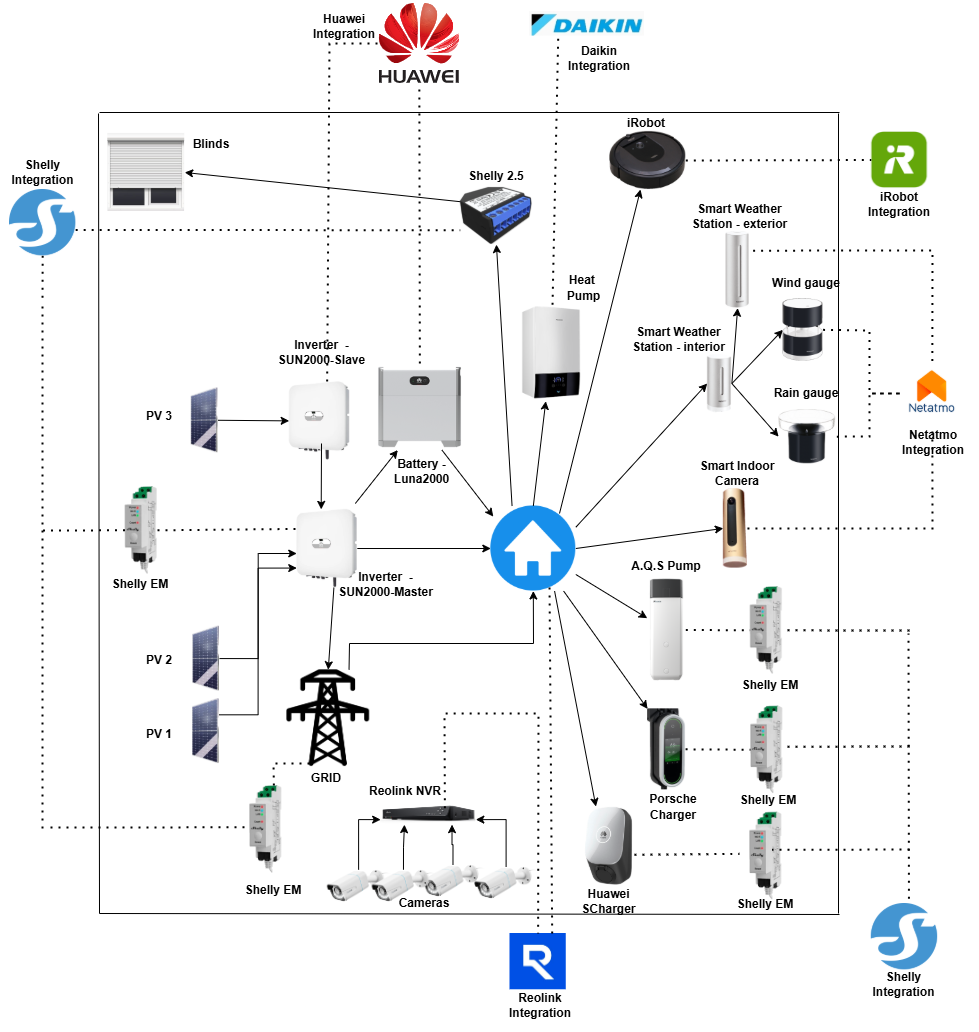 Huawei
Integration
HUAWEI
DAIKIN
Daikin
Integration
Blinds
Shelly
Integration
Shelly 2.5
iRobot
iRobot
Integration
Smart Weather
Station - exterior
Wind gauge
Heat
Pump
Smart Weather
Station - interior
Inverter -
SUN2000-Slave
PV 3
Battery -
Luna2000
Rain gauge
Netatmo
Netatmo
Integration
Smart Indoor
Camera
Shelly EM
Inverter -
SUN2000-Master
A.Q.S Pump
PV 2
Shelly EM
PV 1
GRID
Reolink NVR
Porsche
Charger
Shelly EM
Shelly EM
Cameras
Huawei
SCharger
Shelly EM
Reolink
Integration
Shelly
Integration